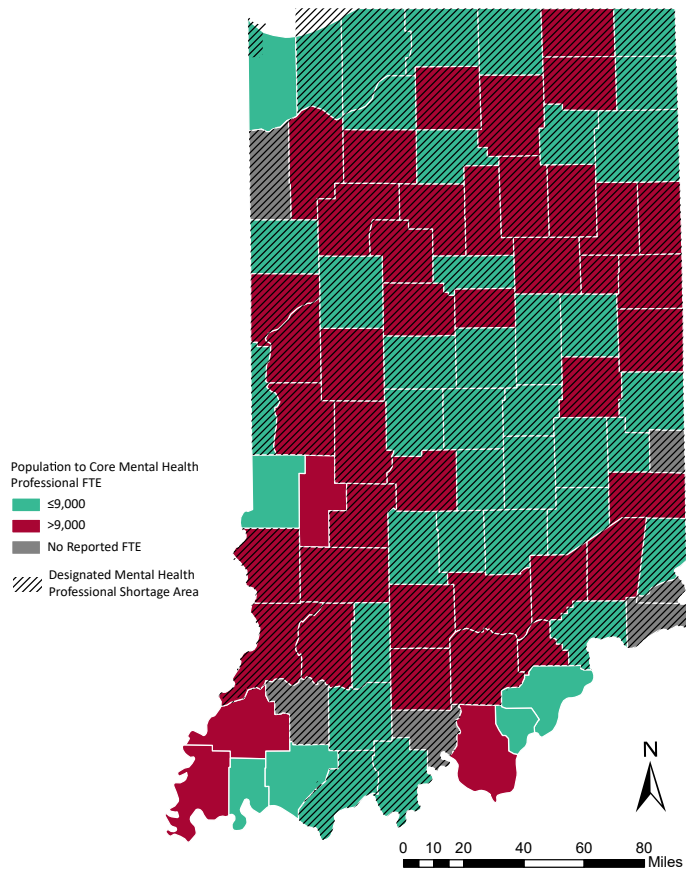 Population to Core Mental Health
Professional FTE
≤9,000
>9,000
No Reported FTE
Designated Mental Health
Professional Shortage Area
N
0 10 20 40 60 80
Miles